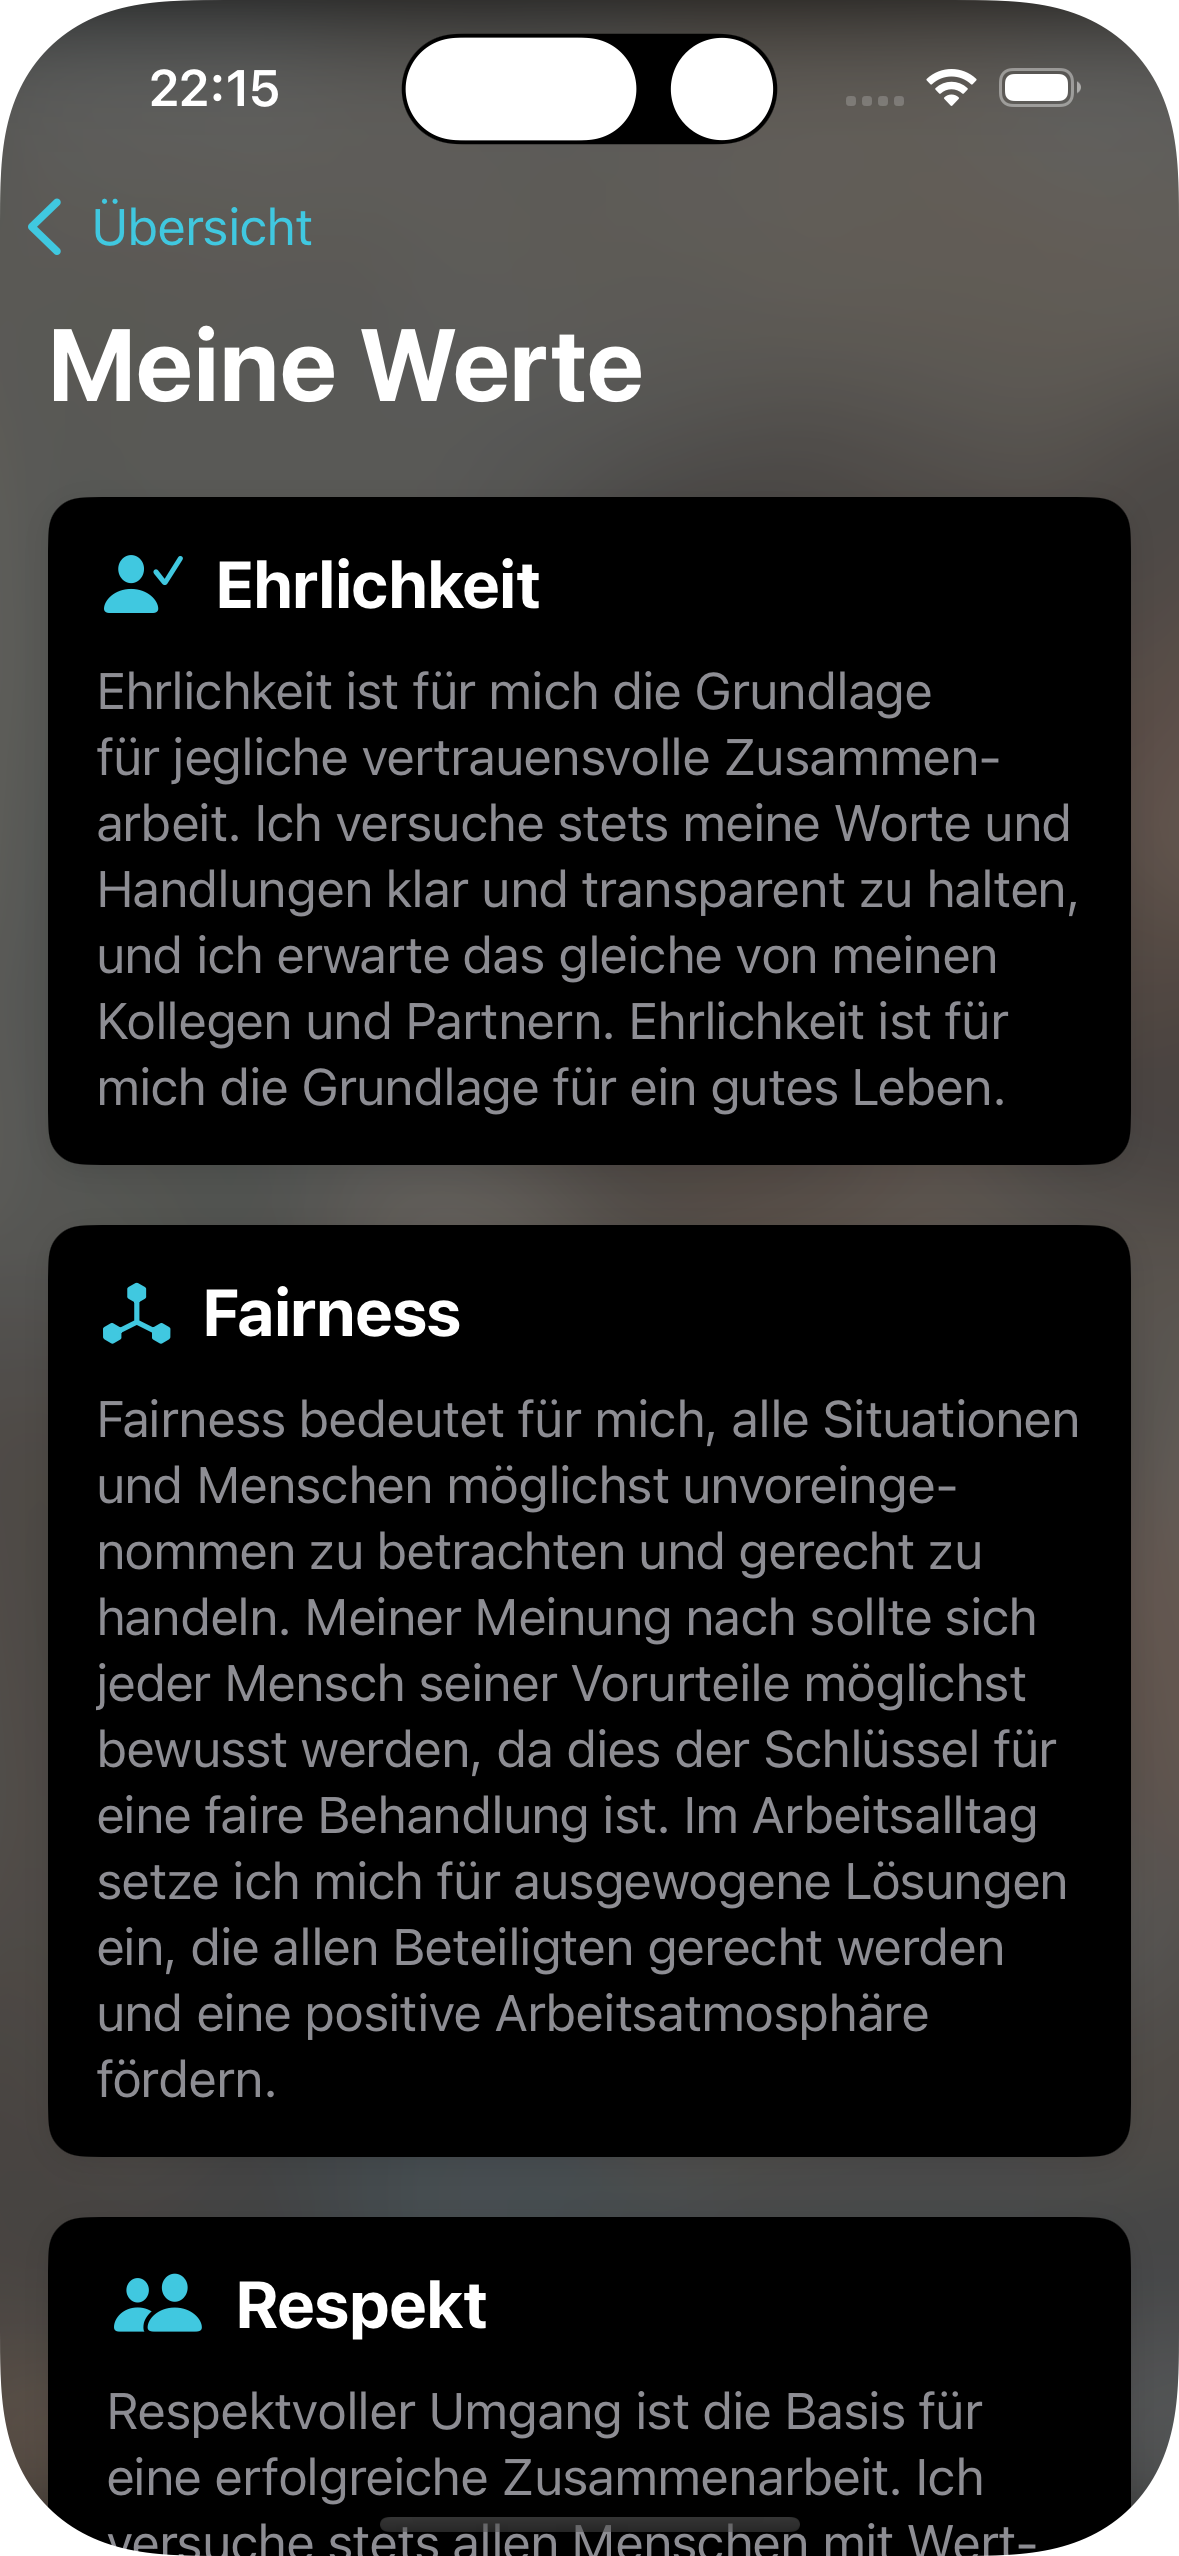 22:15
Übersicht
Meine Werte
Ehrlichkeit
Ehrlichkeit ist für mich die Grundlage
für jegliche vertrauensvolle Zusammen-
arbeit. Ich versuche stets meine Worte und
Handlungen klar und transparent zu halten,
und ich erwarte das gleiche von meinen
Kollegen und Partnern. Ehrlichkeit ist für
mich die Grundlage für ein gutes Leben.
Fairness
Fairness bedeutet für mich, alle Situationen
und Menschen möglichst unvoreinge-
nommen zu betrachten und gerecht zu
handeln. Meiner Meinung nach sollte sich
jeder Mensch seiner Vorurteile möglichst
bewusst werden, da dies der Schlüssel für
eine faire Behandlung ist. Im Arbeitsalltag
setze ich mich für ausgewogene Lösungen
ein, die allen Beteiligten gerecht werden
und eine positive Arbeitsatmosphäre
fördern.
Respekt
Respektvoller Umgang ist die Basis für
eine erfolgreiche Zusammenarbeit. Ich
versuche stets allen Menschen mit Wert-